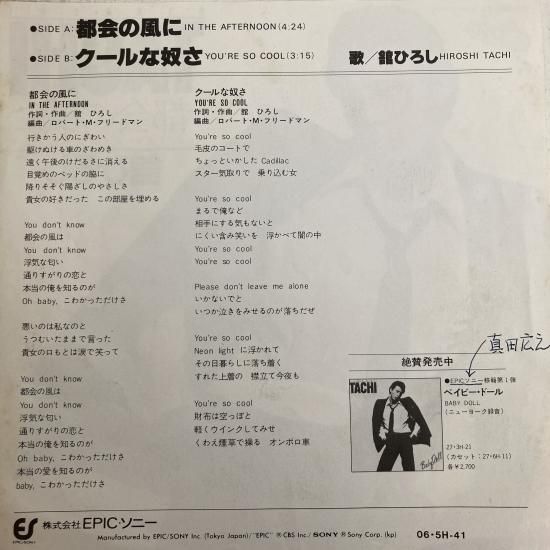 ●SIDE A: 都会の風に IN THE AFTERNOON (4:24)
●SIDE B: クールな奴さ YOU'RE SO COOL (3:15) 歌／舘ひろし HIROSHI TACHI
都会の風に
IN THE AFTERNOON
作詞・作曲／舘 ひろし
編曲／ロバート・M・フリードマン
行きかう人のにぎわい
駆けぬける車のざわめき
遠く午後のけだるさに消える
目覚めのベッドの脇に
降りそそぐ陽ざしのやさしさ
貴女の好きだった この部屋を埋める
You don't know
都会の風は
You don't know
浮気な匂い
通りすがりの恋と
本当の俺を知るのが
Oh baby, こわかっただけさ
悪いのは私なのと
うつむいたままで言った
貴女の口もとは涙で笑って
You don't know
都会の風は
You don't know
浮気な匂い
通りすがりの恋と
本当の俺を知るのが
Oh baby, こわかっただけさ
本当の愛を知るのが
baby, こわかっただけさ
クールな奴さ
YOU'RE SO COOL
作詞・作曲／舘 ひろし
編曲／ロバート・M・フリードマン
You're so cool
毛皮のコートで
ちょっといかした Cadillac
スター気取りで 乗り込む女
You're so cool
まるで俺など
相手にする気もないと
にくい含み笑いを 浮かべて闇の中
You're so cool
You're so cool
Please don't leave me alone
いかないでと
いつか泣きをみせるのが落ちだぜ
You're so cool
Neon light に浮かれて
その日暮らしに落ち着く
すれた上着の 襟立て今夜も
You're so cool
財布は空っぽと
軽くウインクしてみせ
くわえ煙草で操る オンボロ車
真田広之
絶賛発売中
TACHI
Baby Doll
●EPICソニー移籍第1弾
ベイビー・ドール
BABY DOLL
(ニューヨーク録音)
27・3H-21
(カセット：27・6H-11)
各¥2,700
ES
EPIC/SONY
株式会社 EPIC・ソニー
Manufactured by EPIC/SONY Inc. (Tokyo Japan)/"EPIC" ® CBS Inc./ SONY ® Sony Corp. (kp)
06・5H-41